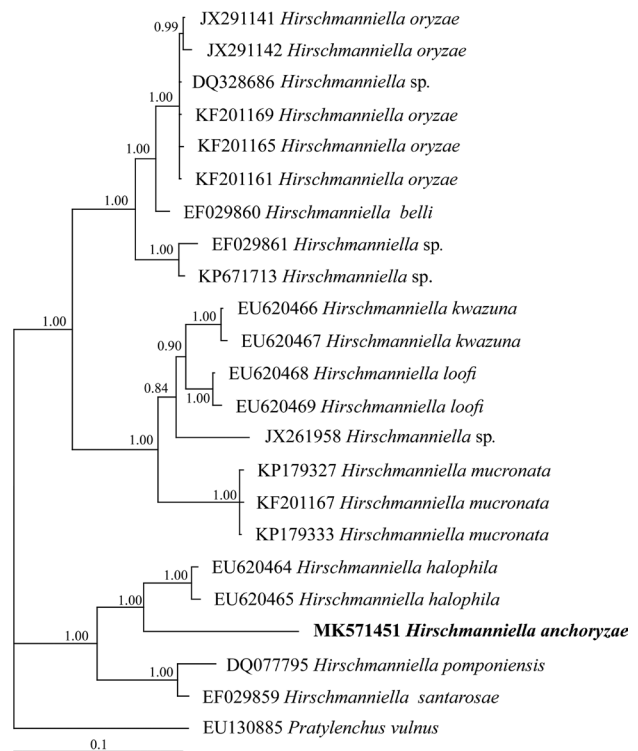 0.99
JX291141 Hirschmanniella oryzae
JX291142 Hirschmanniella oryzae
DQ328686 Hirschmanniella sp.
1.00
KF201169 Hirschmanniella oryzae
KF201165 Hirschmanniella oryzae
1.00
KF201161 Hirschmanniella oryzae
1.00
EF029860 Hirschmanniella belli
EF029861 Hirschmanniella sp.
1.00
KP671713 Hirschmanniella sp.
EU620466 Hirschmanniella kwazuna
1.00
1.00
EU620467 Hirschmanniella kwazuna
0.90
EU620468 Hirschmanniella loofi
0.84
1.00
EU620469 Hirschmanniella loofi
JX261958 Hirschmanniella sp.
1.00
KP179327 Hirschmanniella mucronata
1.00
KF201167 Hirschmanniella mucronata
KP179333 Hirschmanniella mucronata
EU620464 Hirschmanniella halophila
1.00
EU620465 Hirschmanniella halophila
1.00
MK571451 Hirschmanniella anchoryzae
1.00
DQ077795 Hirschmanniella pomponiensis
1.00
EF029859 Hirschmanniella santarosae
EU130885 Pratylenchus vulnus
0.1